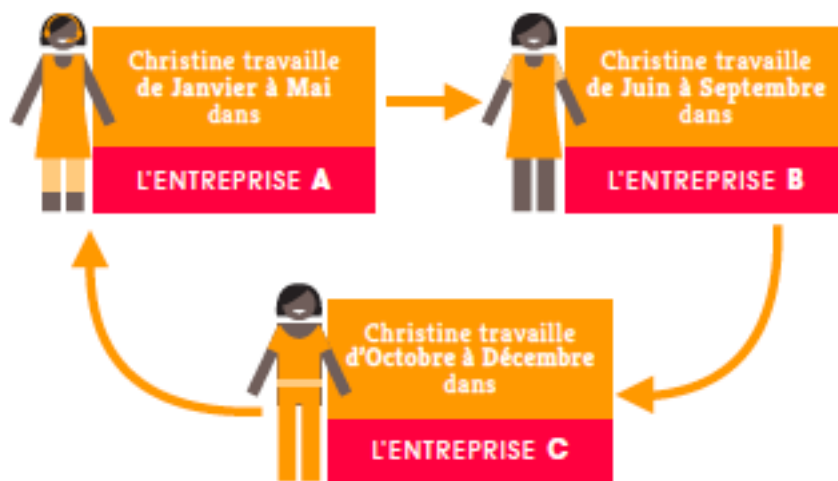 Christine travaille
de Janvier à Mai
dans
L'ENTREPRISE A
Christine travaille
de Juin à Septembre
dans
L'ENTREPRISE B
Christine travaille
d'Octobre à Décembre
dans
L'ENTREPRISE C